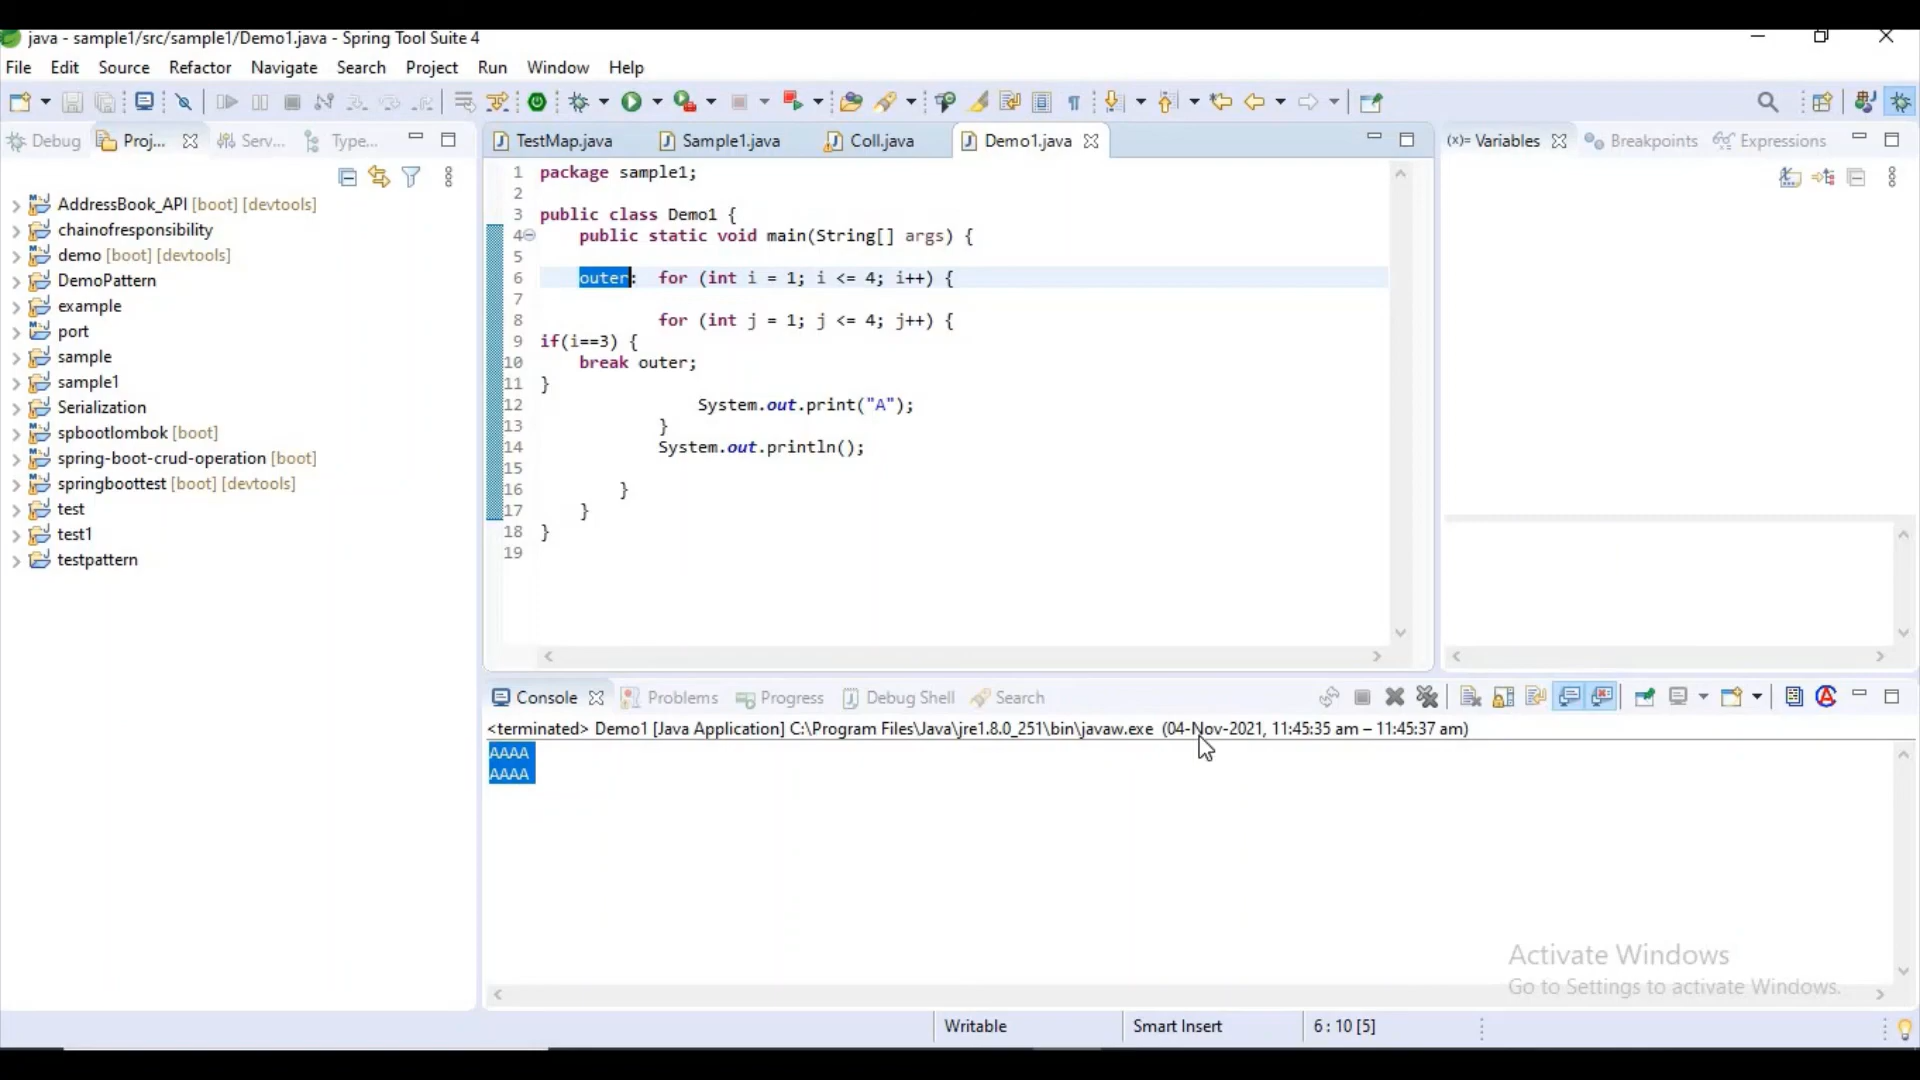 java - sample1/src/sample1/Demo1.java - Spring Tool Suite 4
File Edit Source Refactor Navigate Search Project Run Window Help
Debug Proj... Serv... Type...
AddressBook_API [boot] [devtools]
chainofresponsibility
demo [boot] [devtools]
DemoPattern
example
port
sample
sample1
Serialization
spbootlombok [boot]
spring-boot-crud-operation [boot]
springboottest [boot] [devtools]
test
test1
testpattern
TestMap.java Sample1.java Coll.java Demo1.java
1 package sample1;
2
3 public class Demo1 {
4 public static void main(String[] args) {
5
6 outer: for (int i = 1; i <= 4; i++) {
7
8 for (int j = 1; j <= 4; j++) {
9 if(i==3) {
10 break outer;
11 }
12 System.out.print("A");
13 }
14 System.out.println();
15
16 }
17 }
18 }
19
(x)= Variables Breakpoints Expressions
Console Problems Progress Debug Shell Search
<terminated> Demo1 [Java Application] C:\Program Files\Java\jre1.8.0_251\bin\javaw.exe (04-Nov-2021, 11:45:35 am – 11:45:37 am)
AAAA
AAAA
Activate Windows
Go to Settings to activate Windows.
Writable Smart Insert 6 : 10 [5]